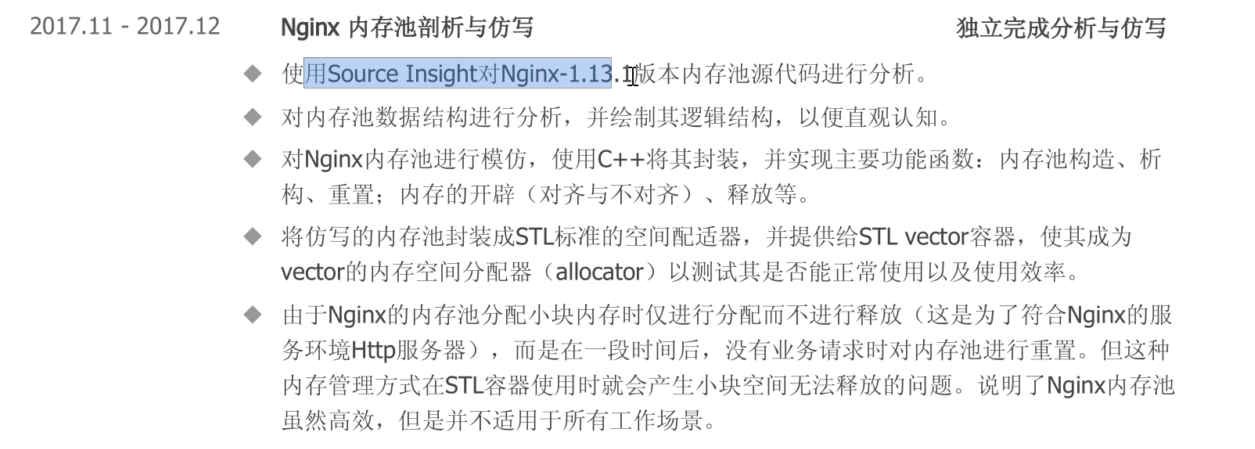 2017.11 - 2017.12 Nginx 内存池剖析与仿写 独立完成分析与仿写
◆ 使用Source Insight对Nginx-1.13.1版本内存池源代码进行分析。
◆ 对内存池数据结构进行分析，并绘制其逻辑结构，以便直观认知。
◆ 对Nginx内存池进行模仿，使用C++将其封装，并实现主要功能函数：内存池构造、析
构、重置；内存的开辟（对齐与不对齐）、释放等。
◆ 将仿写的内存池封装成STL标准的空间配适器，并提供给STL vector容器，使其成为
vector的内存空间分配器（allocator）以测试其是否能正常使用以及使用效率。
◆ 由于Nginx的内存池分配小块内存时仅进行分配而不进行释放（这是为了符合Nginx的服
务环境Http服务器），而是在一段时间后，没有业务请求时对内存池进行重置。但这种
内存管理方式在STL容器使用时就会产生小块空间无法释放的问题。说明了Nginx内存池
虽然高效，但是并不适用于所有工作场景。